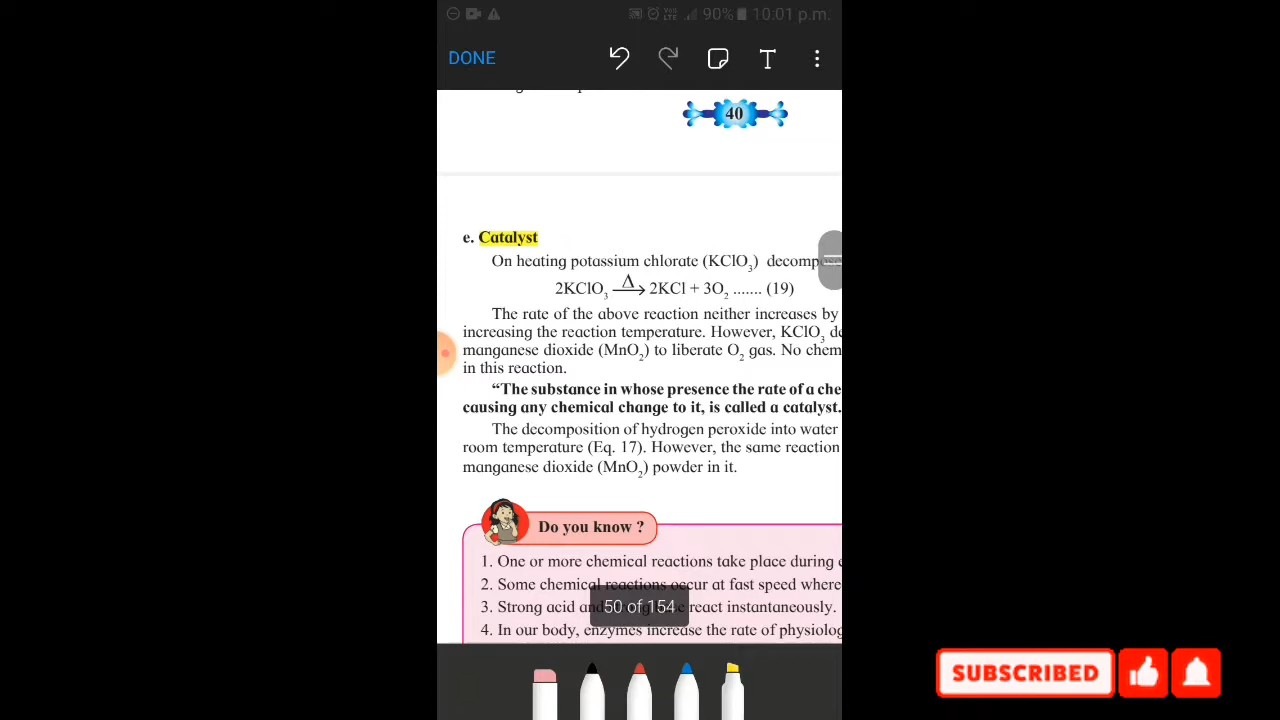 90% 10:01 p.m.
DONE
T
40
e. Catalyst
On heating potassium chlorate (KClO₃) decompose
2KClO₃ —Δ→ 2KCl + 3O₂ ....... (19)
The rate of the above reaction neither increases by
increasing the reaction temperature. However, KClO₃ de
manganese dioxide (MnO₂) to liberate O₂ gas. No chem
in this reaction.
“The substance in whose presence the rate of a che
causing any chemical change to it, is called a catalyst.
The decomposition of hydrogen peroxide into water
room temperature (Eq. 17). However, the same reaction
manganese dioxide (MnO₂) powder in it.
Do you know ?
1. One or more chemical reactions take place during e
2. Some chemical reactions occur at fast speed where
50 of 154
3. Strong acid and react instantaneously.
4. In our body, enzymes increase the rate of physiolog
SUBSCRIBED